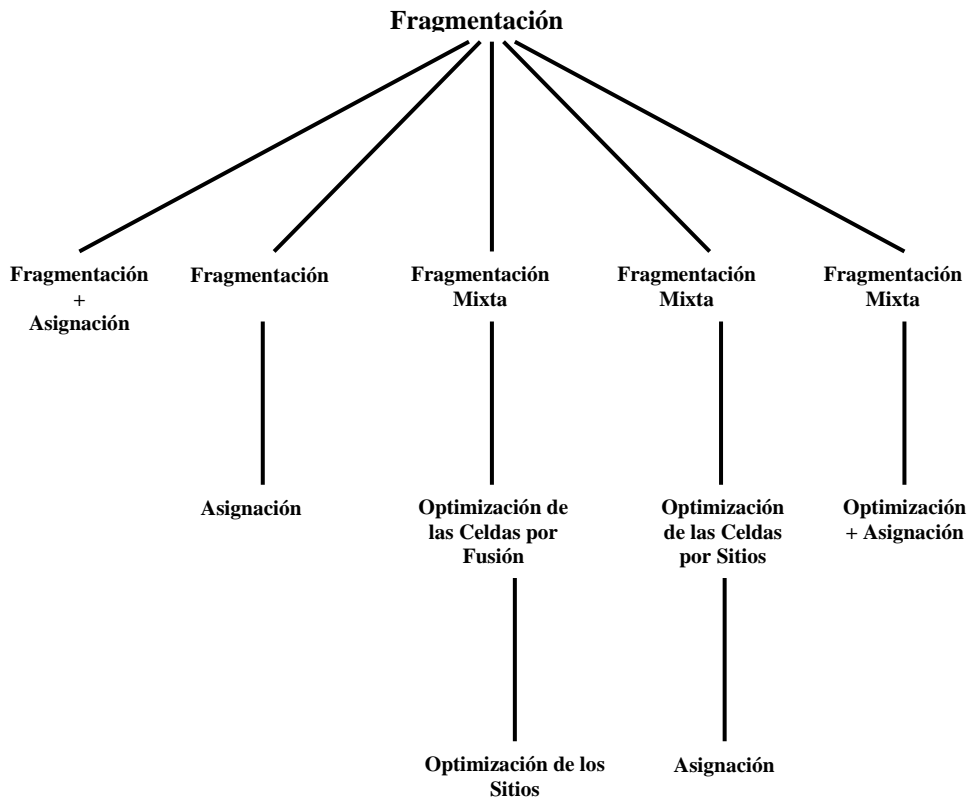 Fragmentación
Fragmentación
+
Asignación
Fragmentación
Fragmentación
Mixta
Fragmentación
Mixta
Fragmentación
Mixta
Asignación
Optimización de
las Celdas por
Fusión
Optimización
de las Celdas
por Sitios
Optimización
+ Asignación
Optimización de los
Sitios
Asignación